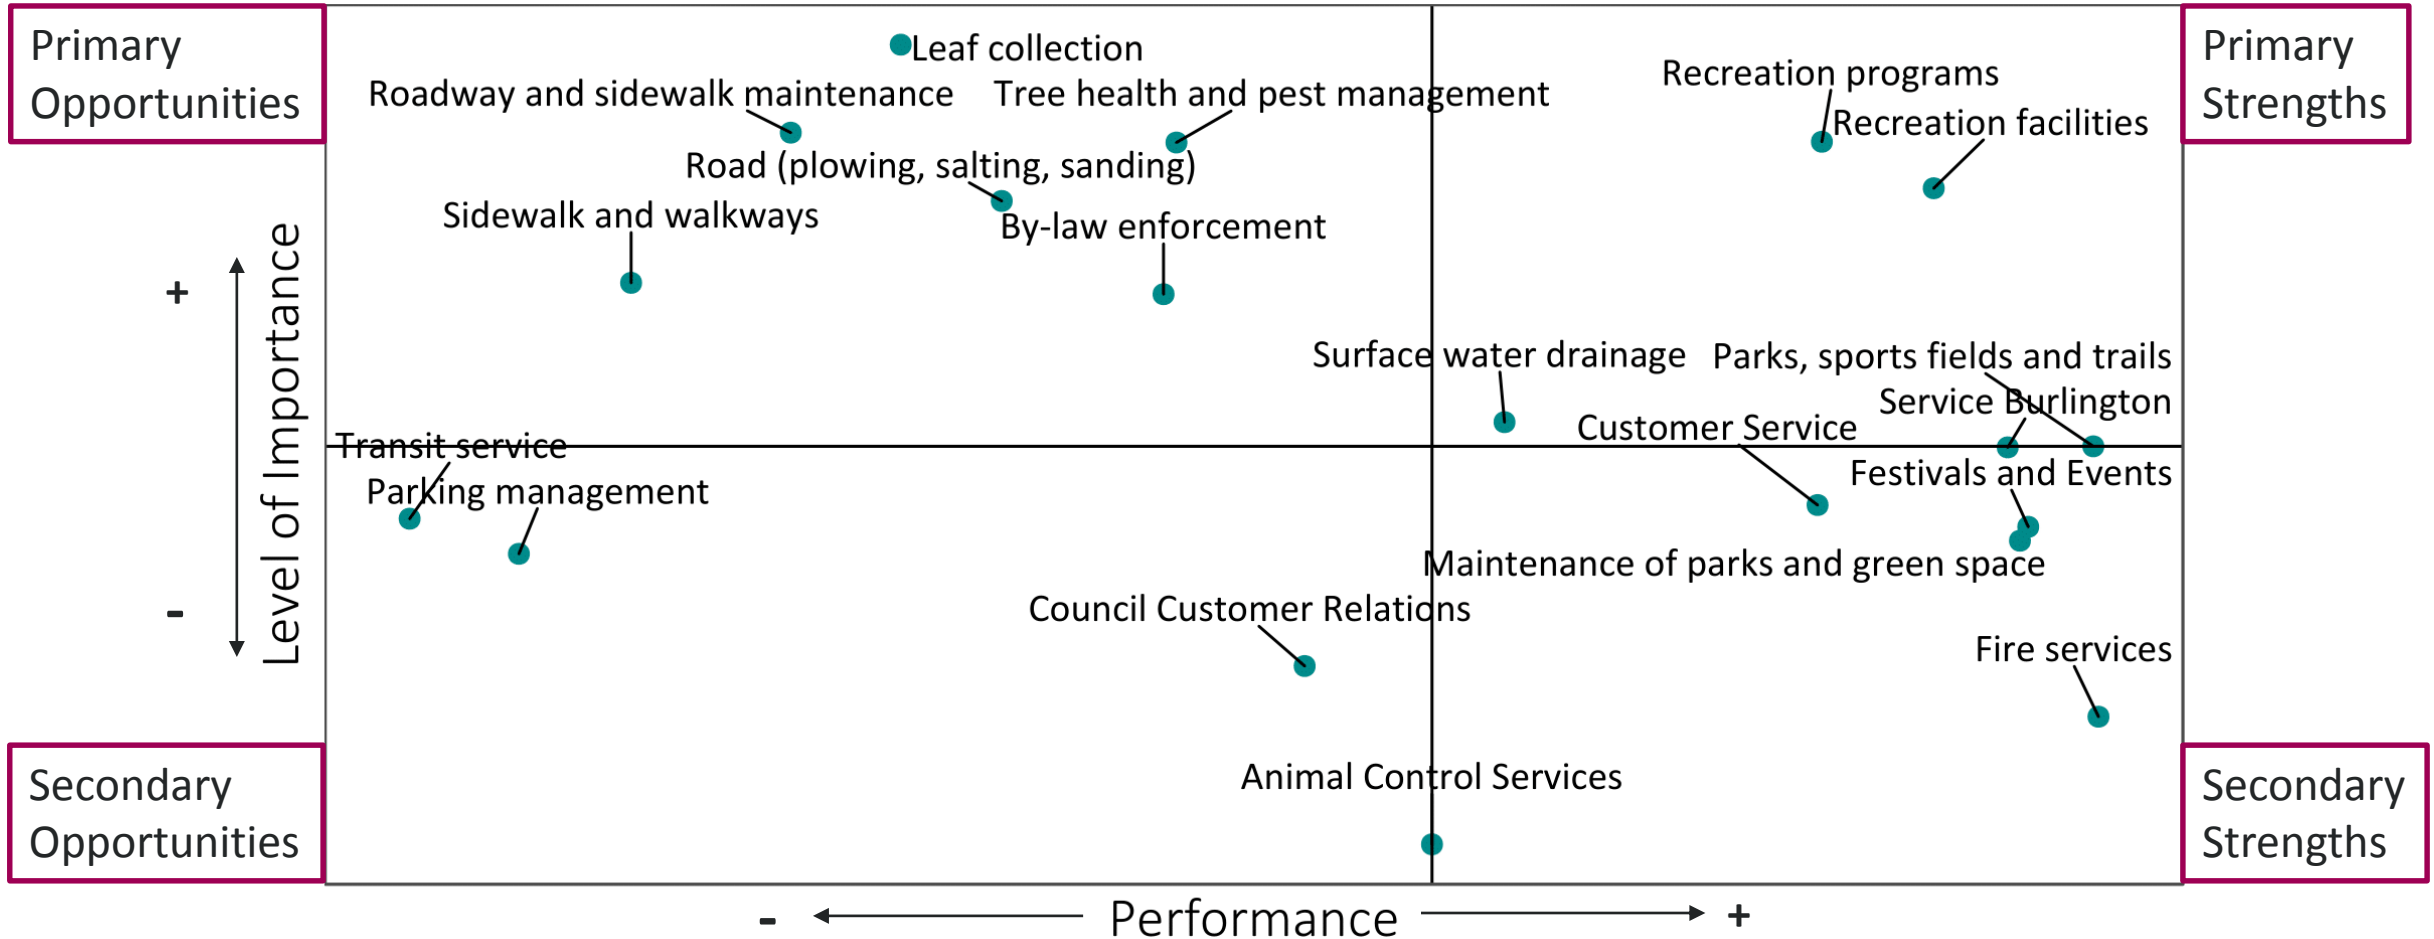 Primary
Opportunities
Primary
Strengths
Leaf collection
Roadway and sidewalk maintenance
Tree health and pest management
Recreation programs
Recreation facilities
Road (plowing, salting, sanding)
Sidewalk and walkways
By-law enforcement
+
Level of Importance
-
Surface water drainage
Parks, sports fields and trails
Service Burlington
Customer Service
Transit service
Festivals and Events
Parking management
Maintenance of parks and green space
Council Customer Relations
Fire services
Animal Control Services
Secondary
Opportunities
Secondary
Strengths
- Performance +